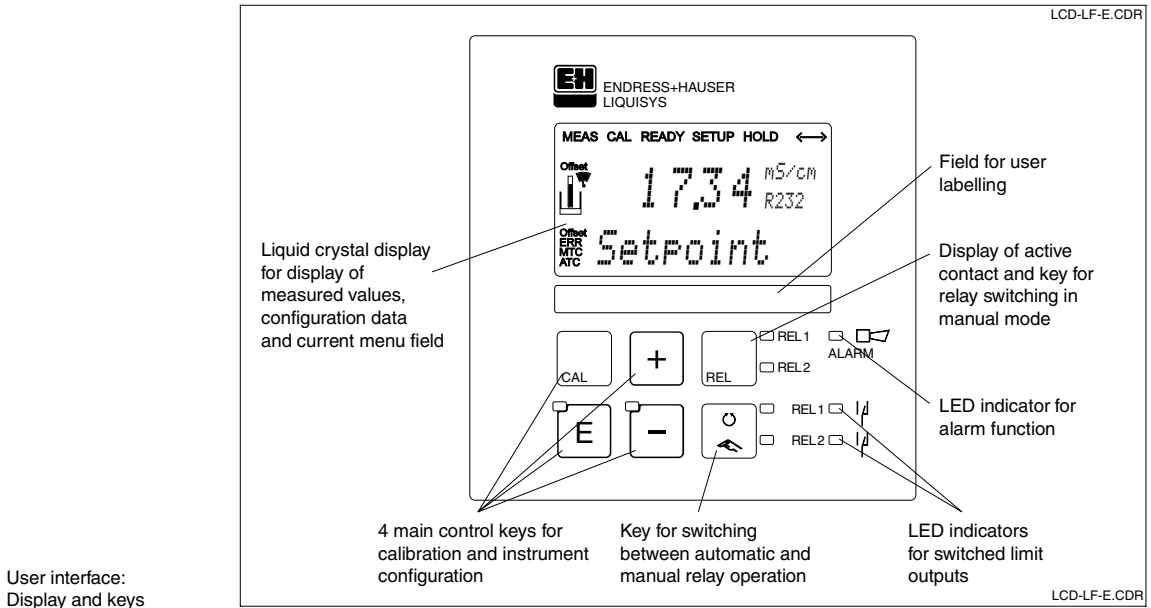 LCD-LF-E.CDR
E+H
ENDRESS+HAUSER
LIQUISYS
MEAS CAL READY SETUP HOLD
Offset
17.34 mS/cm
R232
Offset
ERR
MTC
ATC
Setpoint
Liquid crystal display
for display of
measured values,
configuration data
and current menu field
Field for user
labelling
Display of active
contact and key for
relay switching in
manual mode
CAL
+
REL
REL1
REL2
ALARM
E
−
REL1
REL2
LED indicator for
alarm function
4 main control keys for
calibration and instrument
configuration
Key for switching
between automatic and
manual relay operation
LED indicators
for switched limit
outputs
User interface:
Display and keys
LCD-LF-E.CDR